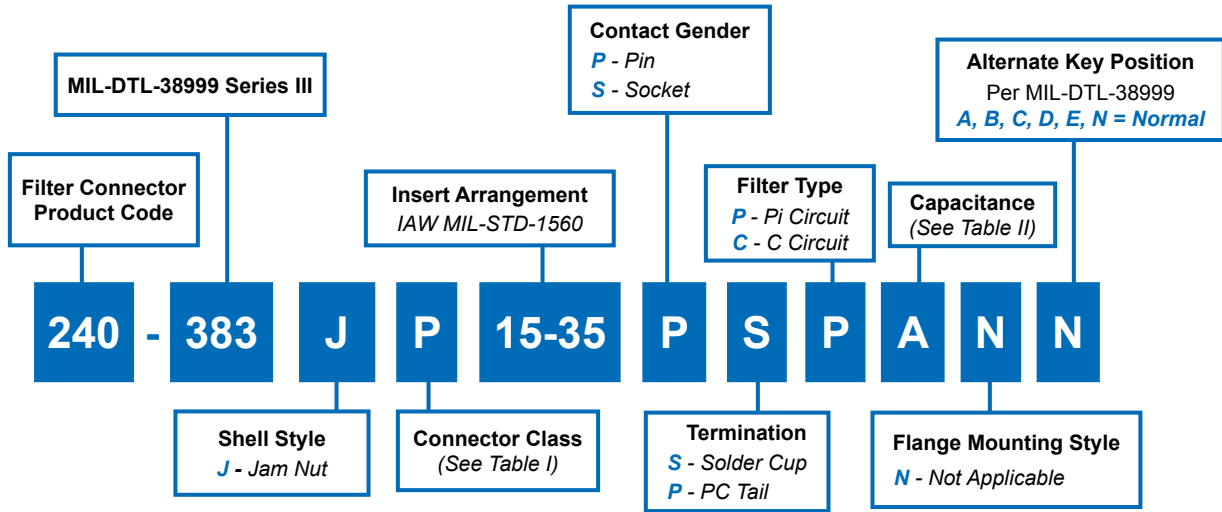 Contact Gender
P - Pin
S - Socket
Alternate Key Position
Per MIL-DTL-38999
A, B, C, D, E, N = Normal
MIL-DTL-38999 Series III
Filter Connector
Product Code
Insert Arrangement
IAW MIL-STD-1560
Filter Type
P - Pi Circuit
C - C Circuit
Capacitance
(See Table II)
240 - 383 J P 15-35 P S P A N N
Shell Style
J - Jam Nut
Connector Class
(See Table I)
Termination
S - Solder Cup
P - PC Tail
Flange Mounting Style
N - Not Applicable